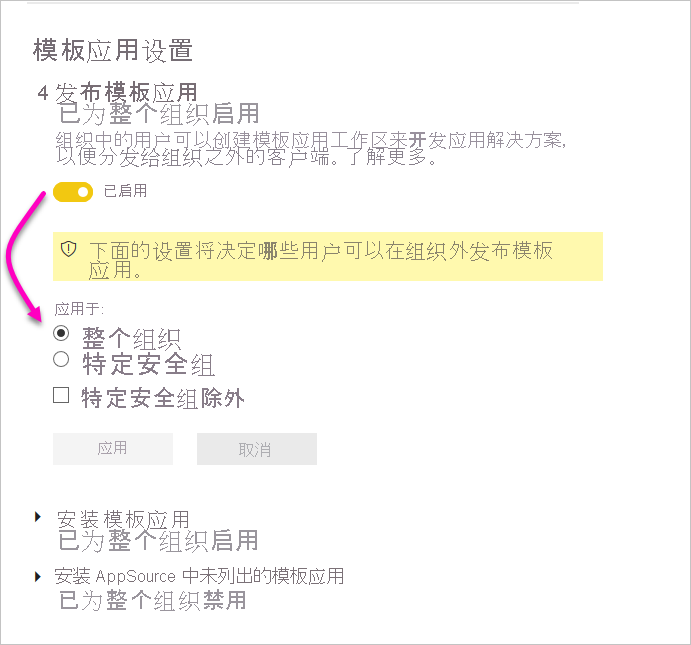 模板应用设置
4 发布模板应用
已为整个组织启用
组织中的用户可以创建模板应用工作区来开发应用解决方案,
以便分发给组织之外的客户端。了解更多。
已启用
下面的设置将决定哪些用户可以在组织外发布模板
应用。
应用于:
整个组织
特定安全组
特定安全组除外
应用 取消
安装模板应用
已为整个组织启用
安装 AppSource 中未列出的模板应用
已为整个组织禁用